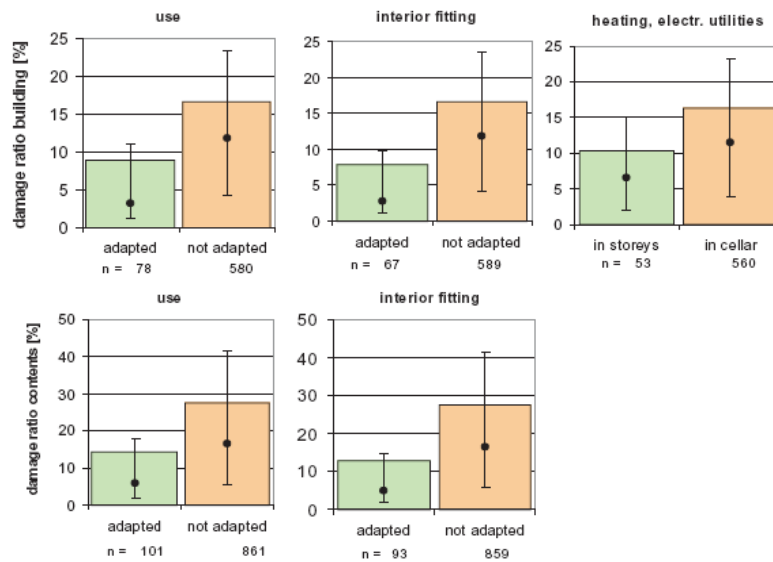 use
damage ratio building [%]
25
20
15
10
5
0
adapted not adapted
n = 78 580
interior fitting
25
20
15
10
5
0
adapted not adapted
n = 67 589
heating, electr. utilities
25
20
15
10
5
0
in storeys in cellar
n = 53 560
use
damage ratio contents [%]
50
40
30
20
10
0
adapted not adapted
n = 101 861
interior fitting
50
40
30
20
10
0
adapted not adapted
n = 93 859